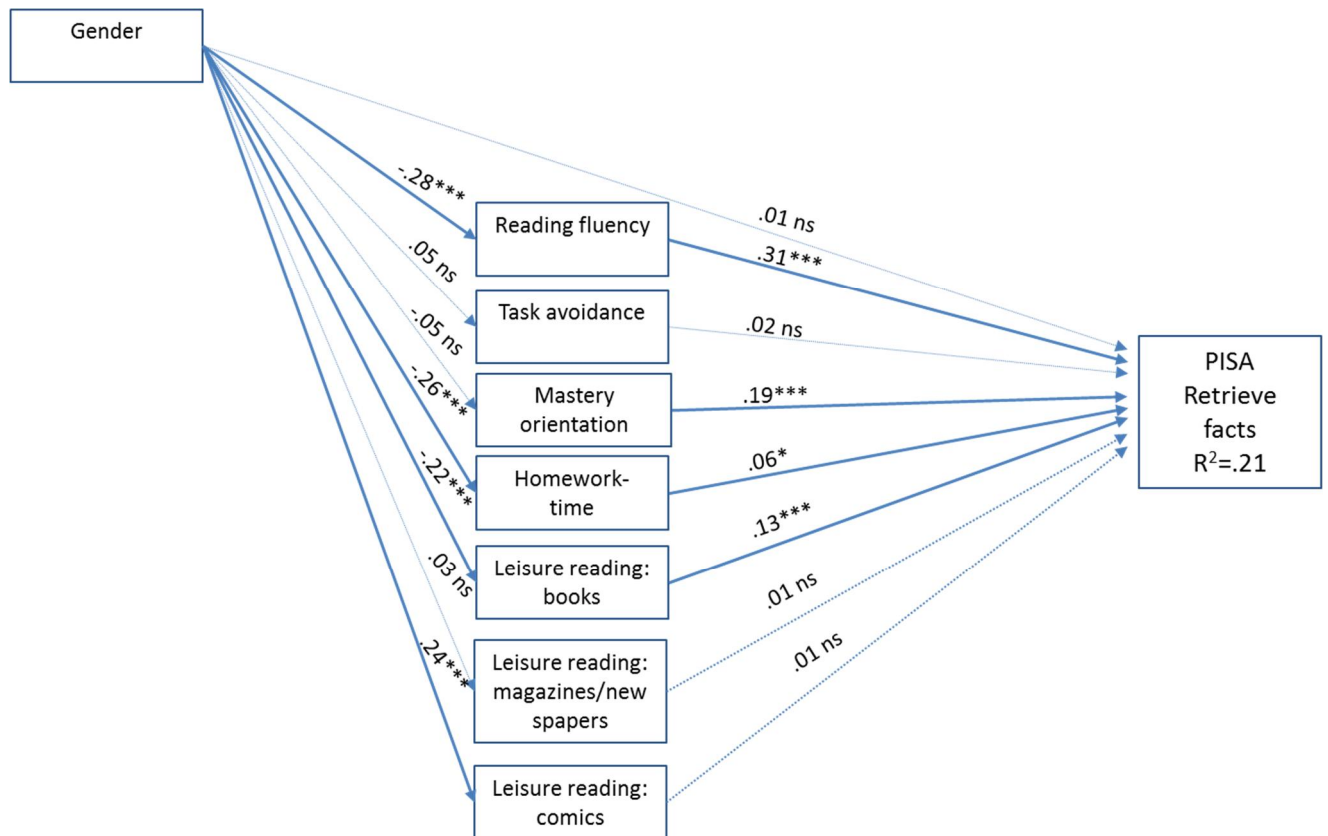 Gender
-.28***
.05 ns
-.05 ns
-.26***
-.22***
.03 ns
.24***
Reading fluency
Task avoidance
Mastery
orientation
Homework-
time
Leisure reading:
books
Leisure reading:
magazines/new
spapers
Leisure reading:
comics
.01 ns
.31***
.02 ns
.19***
.06*
.13***
.01 ns
.01 ns
PISA
Retrieve
facts
R²=.21